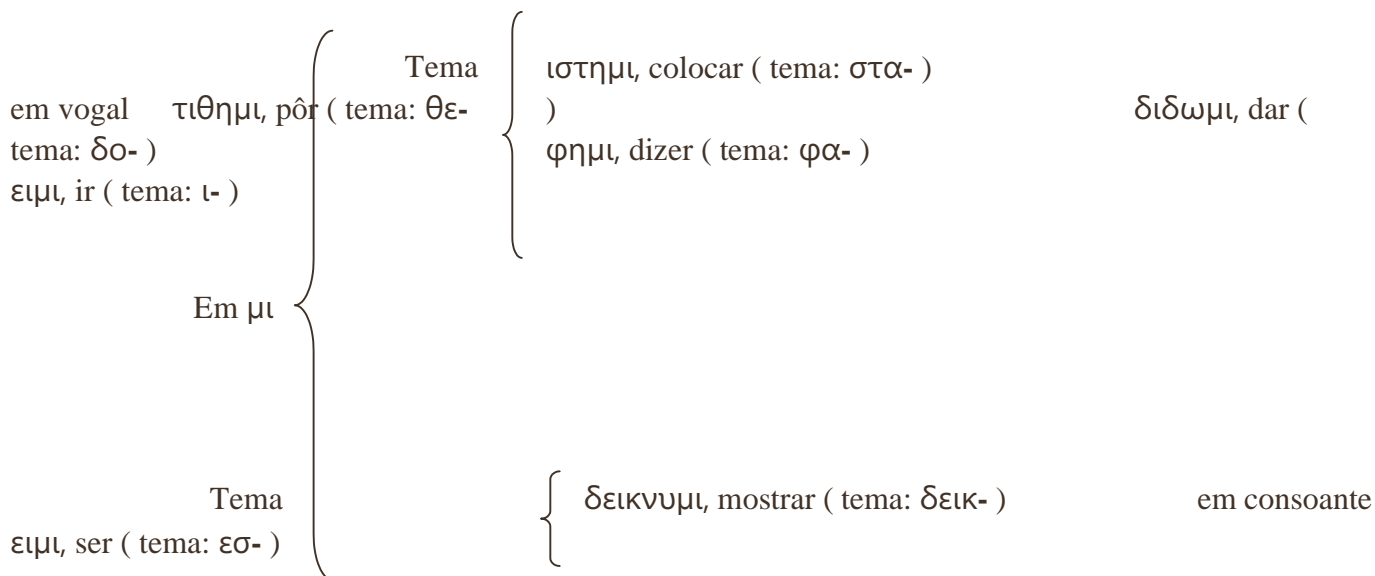 Tema ιστημι, colocar ( tema: στα- )
em vogal τιθημι, pôr ( tema: θε- ) διδωμι, dar (
tema: δο- ) φημι, dizer ( tema: φα- )
ειμι, ir ( tema: ι- )
Em μι
Tema δεικνυμι, mostrar ( tema: δεικ- ) em consoante
ειμι, ser ( tema: εσ- )